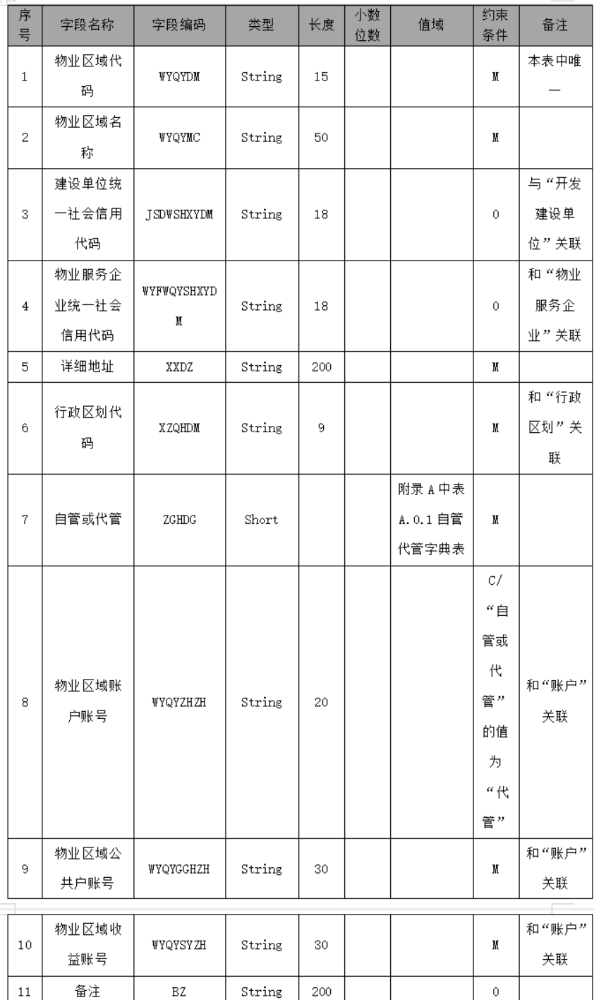 序号 字段名称 字段编码 类型 长度 小数位数 值域 约束条件 备注
1 物业区域代码 WYQYDM String 15 M 本表中唯一
2 物业区域名称 WYQYMC String 50 M
3 建设单位统一社会信用代码 JSDWSHXYDM String 18 O 与“开发建设单位”关联
4 物业服务企业统一社会信用代码 WYFWQYSHXYDM String 18 O 和“物业服务企业”关联
5 详细地址 XXDZ String 200 M
6 行政区划代码 XZQHDM String 9 M 和“行政区划”关联
7 自管或代管 ZGHDG Short 附录 A 中表 A.0.1 自管代管字典表 M
8 物业区域账户账号 WYQYZHZH String 20 C/“自管或代管”的值为“代管” 和“账户”关联
9 物业区域公共户账号 WYQYGGHZH String 30 M 和“账户”关联
10 物业区域收益账号 WYQYSYZH String 30 M 和“账户”关联
11 备注 BZ String 200 O